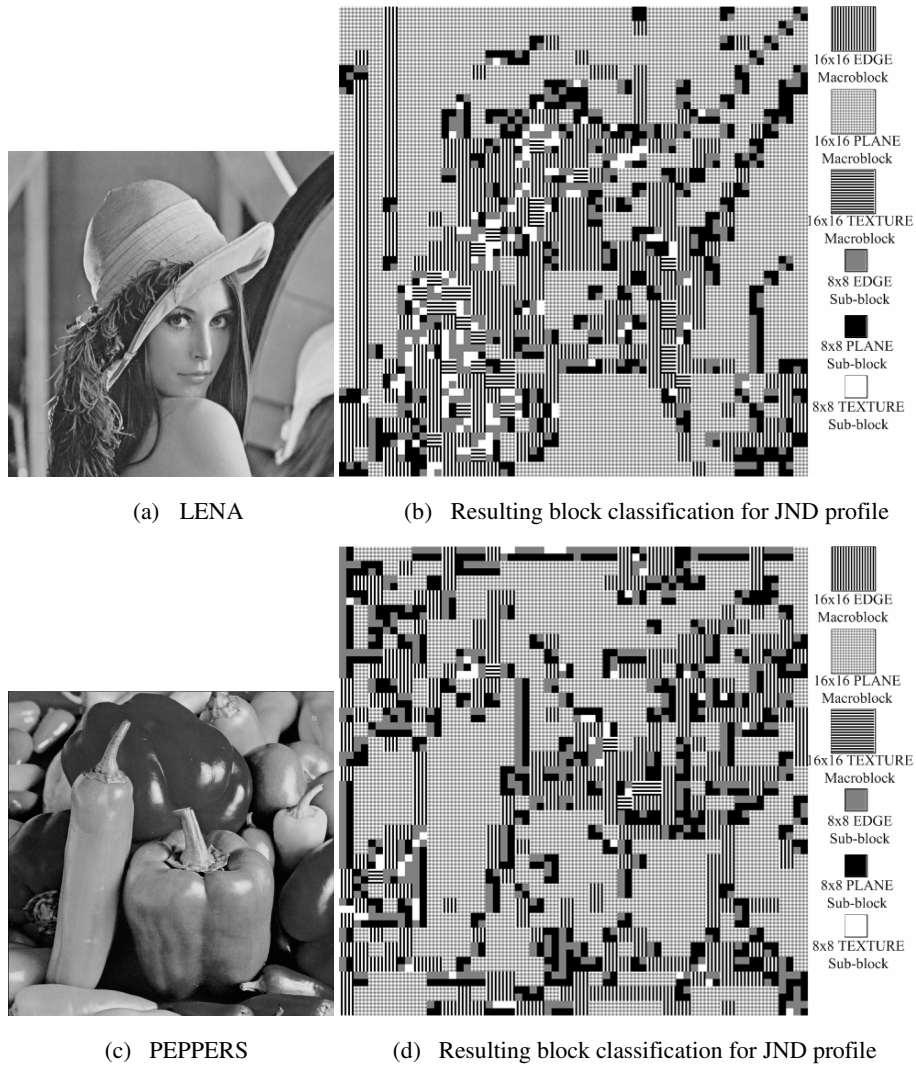 16x16 EDGE
Macroblock
16x16 PLANE
Macroblock
16x16 TEXTURE
Macroblock
8x8 EDGE
Sub-block
8x8 PLANE
Sub-block
8x8 TEXTURE
Sub-block
(a) LENA
(b) Resulting block classification for JND profile
16x16 EDGE
Macroblock
16x16 PLANE
Macroblock
16x16 TEXTURE
Macroblock
8x8 EDGE
Sub-block
8x8 PLANE
Sub-block
8x8 TEXTURE
Sub-block
(c) PEPPERS
(d) Resulting block classification for JND profile